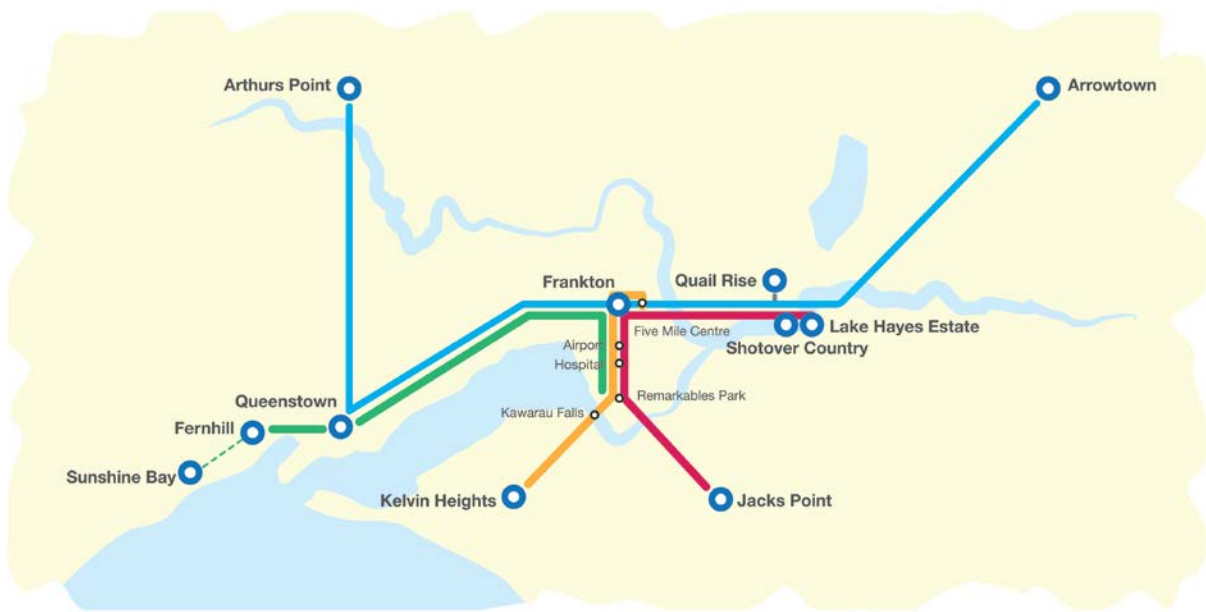 Arthurs Point
Arrowtown
Frankton
Quail Rise
Five Mile Centre
Lake Hayes Estate
Airport
Shotover Country
Hospital
Remarkables Park
Queenstown
Kawarau Falls
Fernhill
Sunshine Bay
Kelvin Heights
Jacks Point